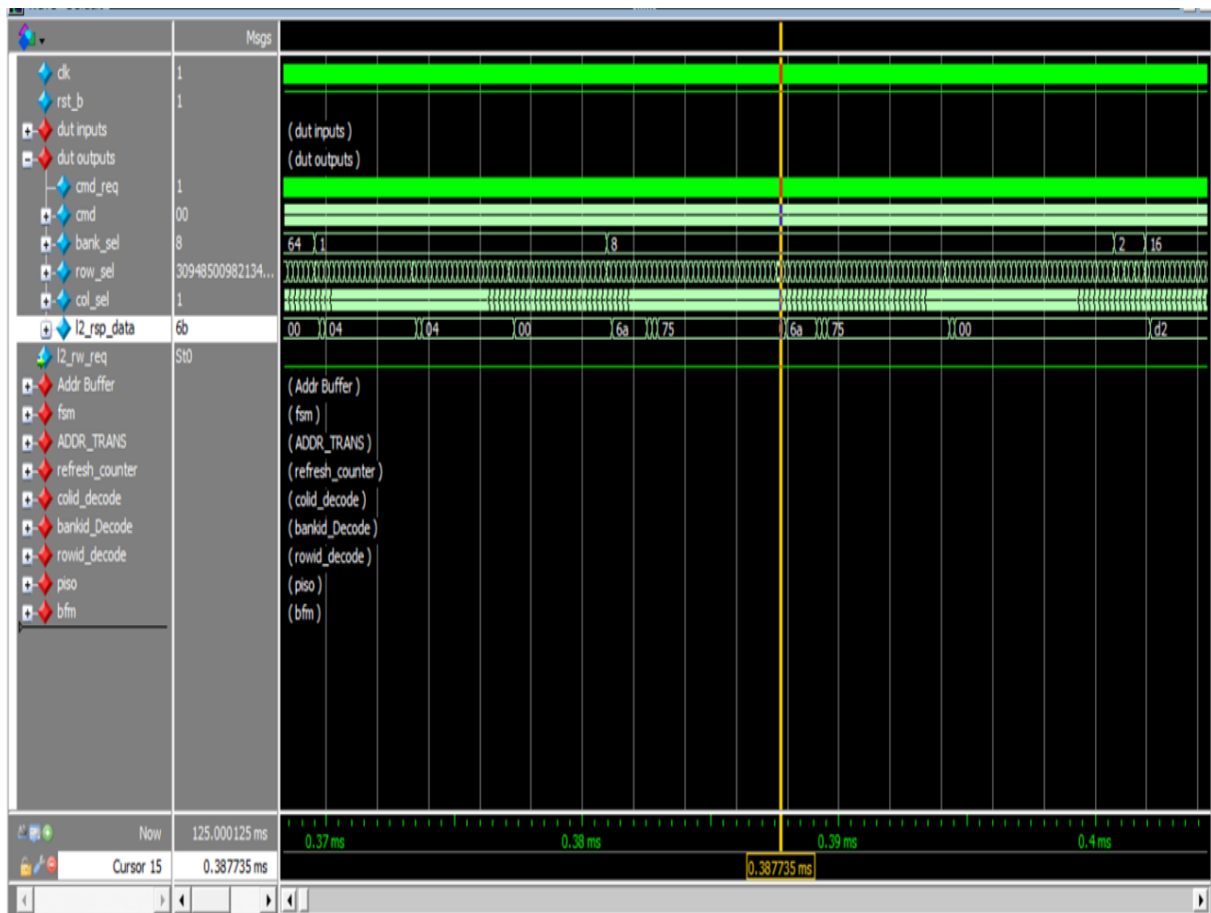 Msgs
clk 1
rst_b 1
dut inputs ( dut inputs )
dut outputs ( dut outputs )
cmd_req 1
cmd 00
bank_sel 8 64 1 8 2 16
row_sel 30948500982134...
col_sel 1
l2_rsp_data 6b 00 04 04 00 6a 75 6a 75 00 d2
l2_rw_req St0
Addr Buffer ( Addr Buffer )
fsm ( fsm )
ADDR_TRANS ( ADDR_TRANS )
refresh_counter ( refresh_counter )
colid_decode ( colid_decode )
bankid_Decode ( bankid_Decode )
rowid_decode ( rowid_decode )
piso ( piso )
bfm ( bfm )
Now 125.000125 ms 0.37 ms 0.38 ms 0.39 ms 0.4 ms
Cursor 15 0.387735 ms 0.387735 ms